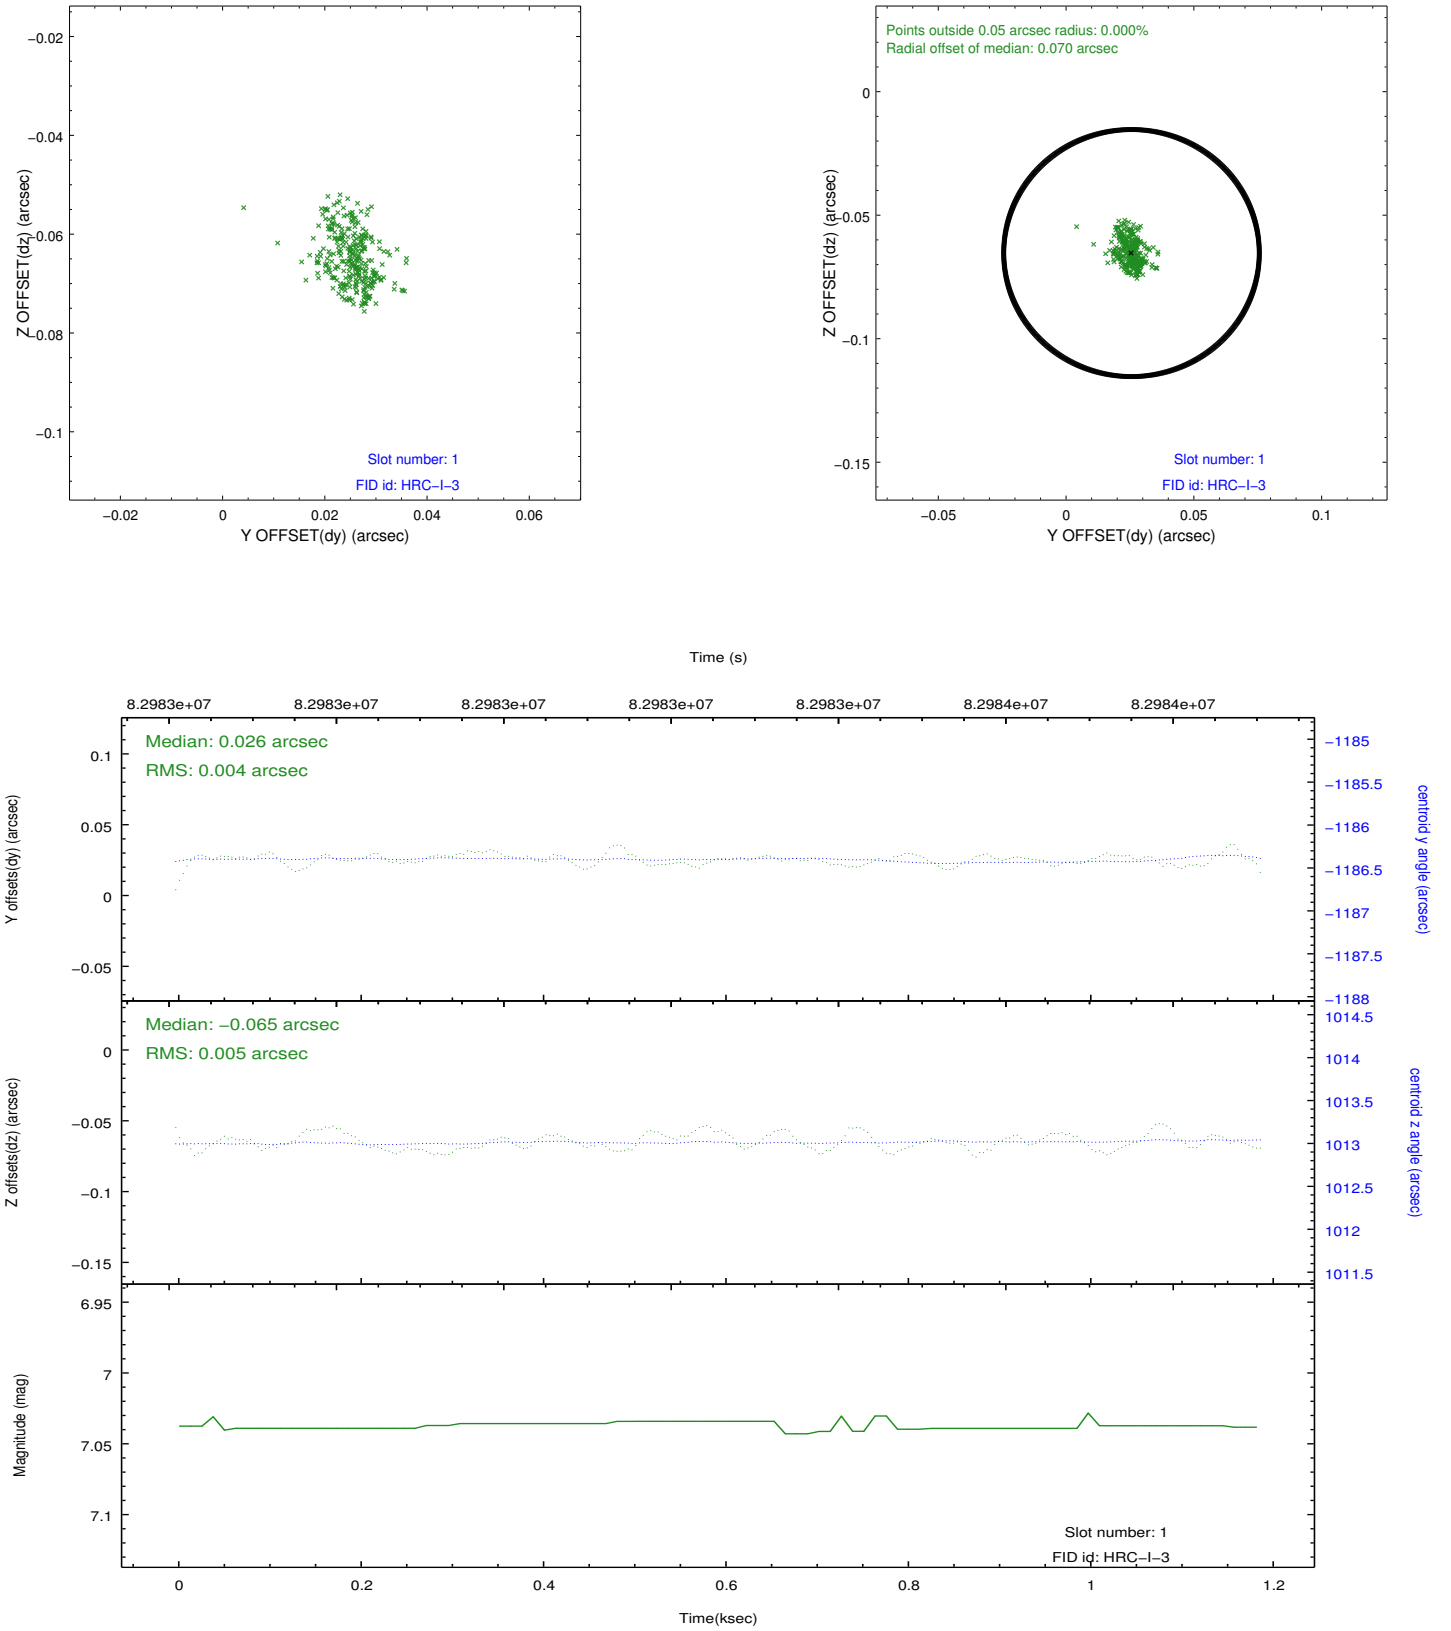 −0.02
−0.04
−0.06
−0.08
−0.1
Z OFFSET(dz) (arcsec)
Slot number: 1
FID id: HRC−I−3
−0.02
0
0.02
0.04
0.06
Y OFFSET(dy) (arcsec)
Points outside 0.05 arcsec radius: 0.000%
Radial offset of median: 0.070 arcsec
0
−0.05
−0.1
−0.15
Z OFFSET(dz) (arcsec)
Slot number: 1
FID id: HRC−I−3
−0.05
0
0.05
0.1
Y OFFSET(dy) (arcsec)
Time (s)
8.2983e+07
8.2983e+07
8.2983e+07
8.2983e+07
8.2983e+07
8.2984e+07
8.2984e+07
Median: 0.026 arcsec
RMS: 0.004 arcsec
0.1
0.05
0
−0.05
Y offsets(dy) (arcsec)
−1185
−1185.5
−1186
−1186.5
−1187
−1187.5
−1188
centroid y angle (arcsec)
Median: −0.065 arcsec
RMS: 0.005 arcsec
0
−0.05
−0.1
−0.15
Z offsets(dz) (arcsec)
1014.5
1014
1013.5
1013
1012.5
1012
1011.5
centroid z angle (arcsec)
6.95
7
7.05
7.1
Magnitude (mag)
Slot number: 1
FID id: HRC−I−3
0
0.2
0.4
0.6
0.8
1
1.2
Time(ksec)